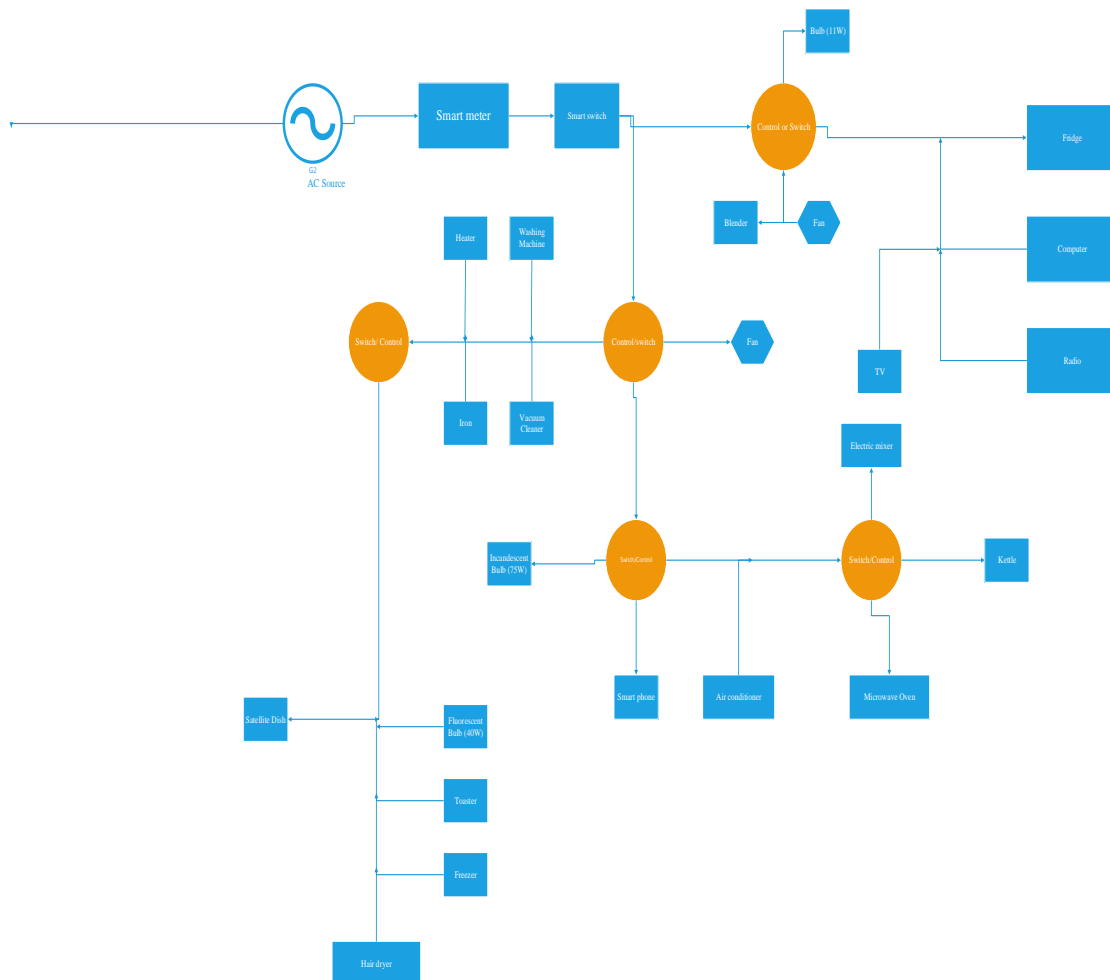 Bulb (11W)
Smart meter
Smart switch
Control or Switch
Fridge
G2
AC Source
Blender
Fan
Heater
Washing
Machine
Computer
Switch/ Control
Control/switch
Fan
TV
Radio
Iron
Vacuum
Cleaner
Electric mixer
Incandescent
Bulb (75W)
Switch/Control
Switch/Control
Kettle
Smart phone
Air conditioner
Microwave Oven
Satellite Dish
Fluorescent
Bulb (40W)
Toaster
Freezer
Hair dryer